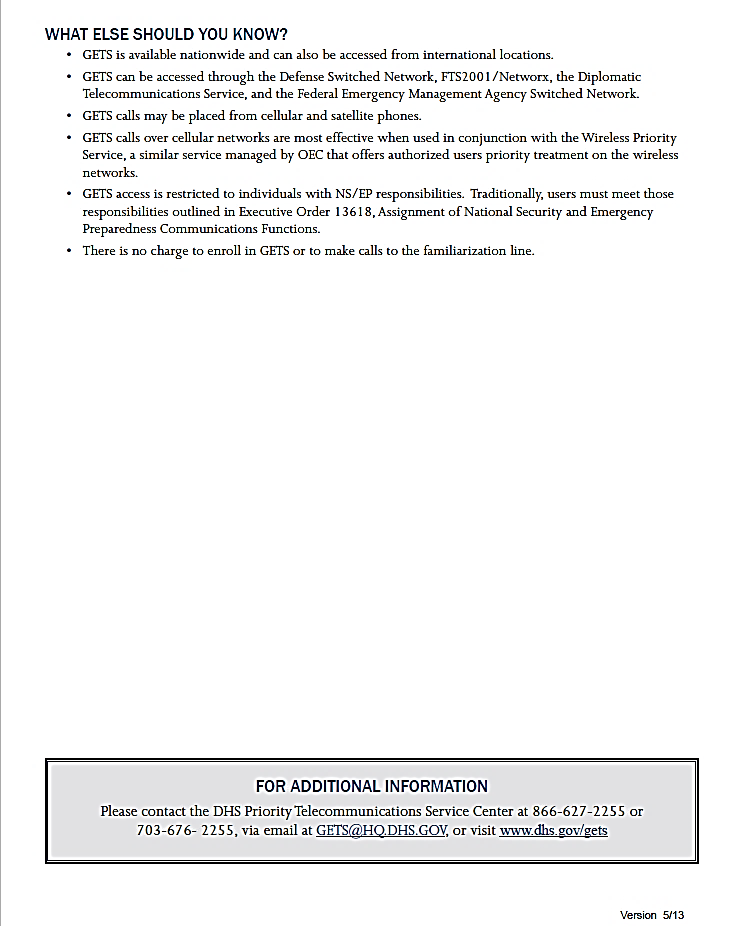 WHAT ELSE SHOULD YOU KNOW?
• GETS is available nationwide and can also be accessed from international locations.
• GETS can be accessed through the Defense Switched Network, FTS2001/Networx, the Diplomatic
Telecommunications Service, and the Federal Emergency Management Agency Switched Network.
• GETS calls may be placed from cellular and satellite phones.
• GETS calls over cellular networks are most effective when used in conjunction with the Wireless Priority
Service, a similar service managed by OEC that offers authorized users priority treatment on the wireless
networks.
• GETS access is restricted to individuals with NS/EP responsibilities. Traditionally, users must meet those
responsibilities outlined in Executive Order 13618, Assignment of National Security and Emergency
Preparedness Communications Functions.
• There is no charge to enroll in GETS or to make calls to the familiarization line.
FOR ADDITIONAL INFORMATION
Please contact the DHS Priority Telecommunications Service Center at 866-627-2255 or
703-676- 2255, via email at GETS@HQ.DHS.GOV, or visit www.dhs.gov/gets
Version 5/13